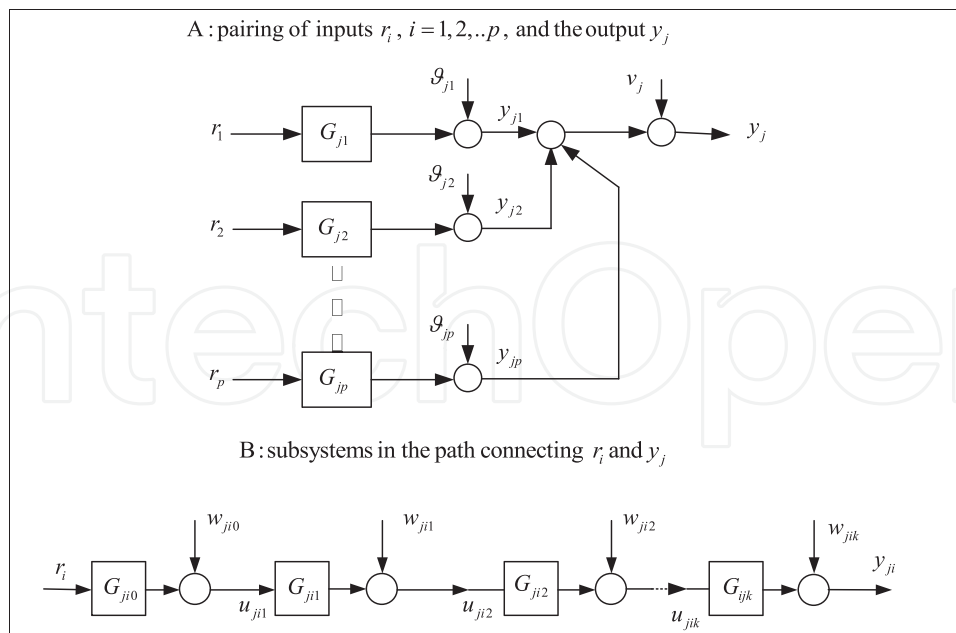 A : pairing of inputs r_i , i = 1, 2,..p, and the output y_j
ϑ_j1
v_j
r_1
G_j1
y_j1
y_j
ϑ_j2
r_2
G_j2
y_j2
ϑ_jp
r_p
G_jp
y_jp
B : subsystems in the path connecting r_i and y_j
w_ji0
w_ji1
w_ji2
w_jik
r_i
G_ji0
G_ji1
G_ji2
G_ijk
y_ji
u_ji1
u_ji2
u_jik
ntechOpe